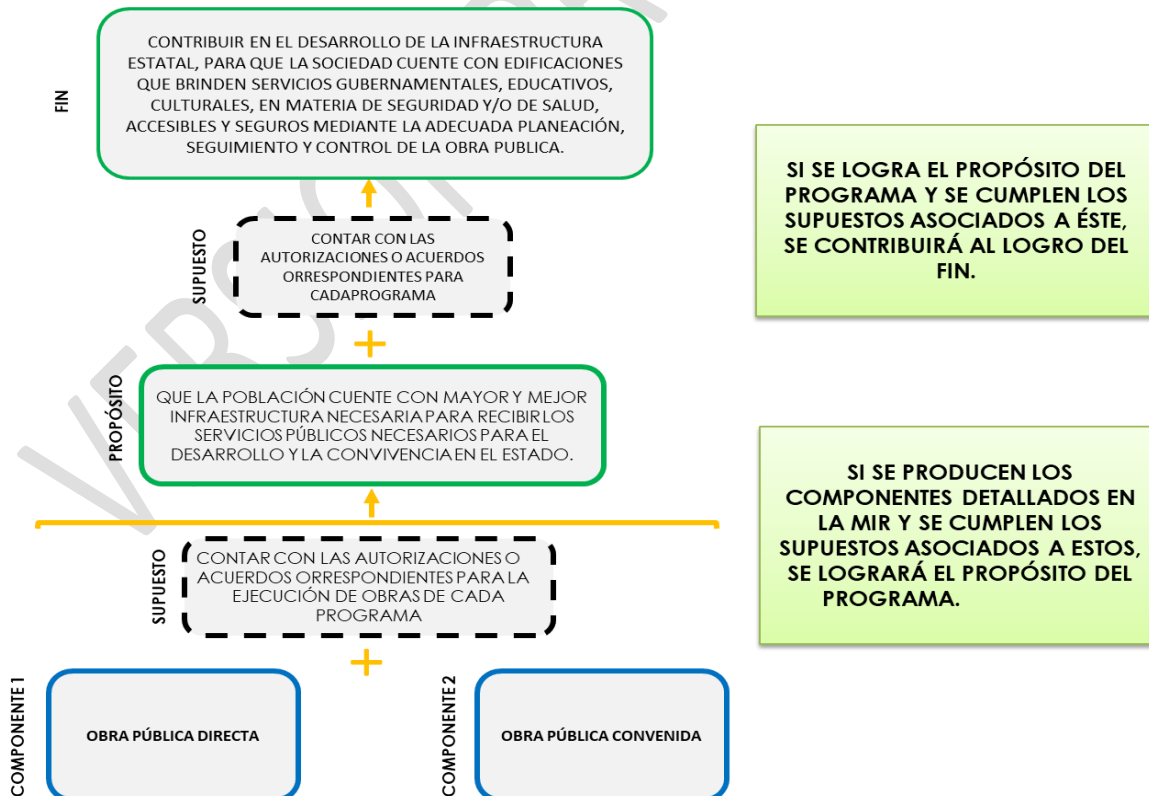 FIN
CONTRIBUIR EN EL DESARROLLO DE LA INFRAESTRUCTURA
ESTATAL, PARA QUE LA SOCIEDAD CUENTE CON EDIFICACIONES
QUE BRINDEN SERVICIOS GUBERNAMENTALES, EDUCATIVOS,
CULTURALES, EN MATERIA DE SEGURIDAD Y/O DE SALUD,
ACCESIBLES Y SEGUROS MEDIANTE LA ADECUADA PLANEACIÓN,
SEGUIMIENTO Y CONTROL DE LA OBRA PUBLICA.
SI SE LOGRA EL PROPÓSITO DEL
PROGRAMA Y SE CUMPLEN LOS
SUPUESTOS ASOCIADOS A ÉSTE,
SE CONTRIBUIRÁ AL LOGRO DEL
FIN.
SUPUESTO
CONTAR CON LAS
AUTORIZACIONES O ACUERDOS
ORRESPONDIENTES PARA
CADAPROGRAMA
+
PROPÓSITO
QUE LA POBLACIÓN CUENTE CON MAYOR Y MEJOR
INFRAESTRUCTURA NECESARIA PARA RECIBIR LOS
SERVICIOS PÚBLICOS NECESARIOS PARA EL
DESARROLLO Y LA CONVIVENCIA EN EL ESTADO.
SI SE PRODUCEN LOS
COMPONENTES DETALLADOS EN
LA MIR Y SE CUMPLEN LOS
SUPUESTOS ASOCIADOS A ESTOS,
SE LOGRARÁ EL PROPÓSITO DEL
PROGRAMA.
SUPUESTO
CONTAR CON LAS AUTORIZACIONES O
ACUERDOS ORRESPONDIENTES PARA LA
EJECUCIÓN DE OBRAS DE CADA
PROGRAMA
+
COMPONENTE 1
OBRA PÚBLICA DIRECTA
COMPONENTE 2
OBRA PÚBLICA CONVENIDA